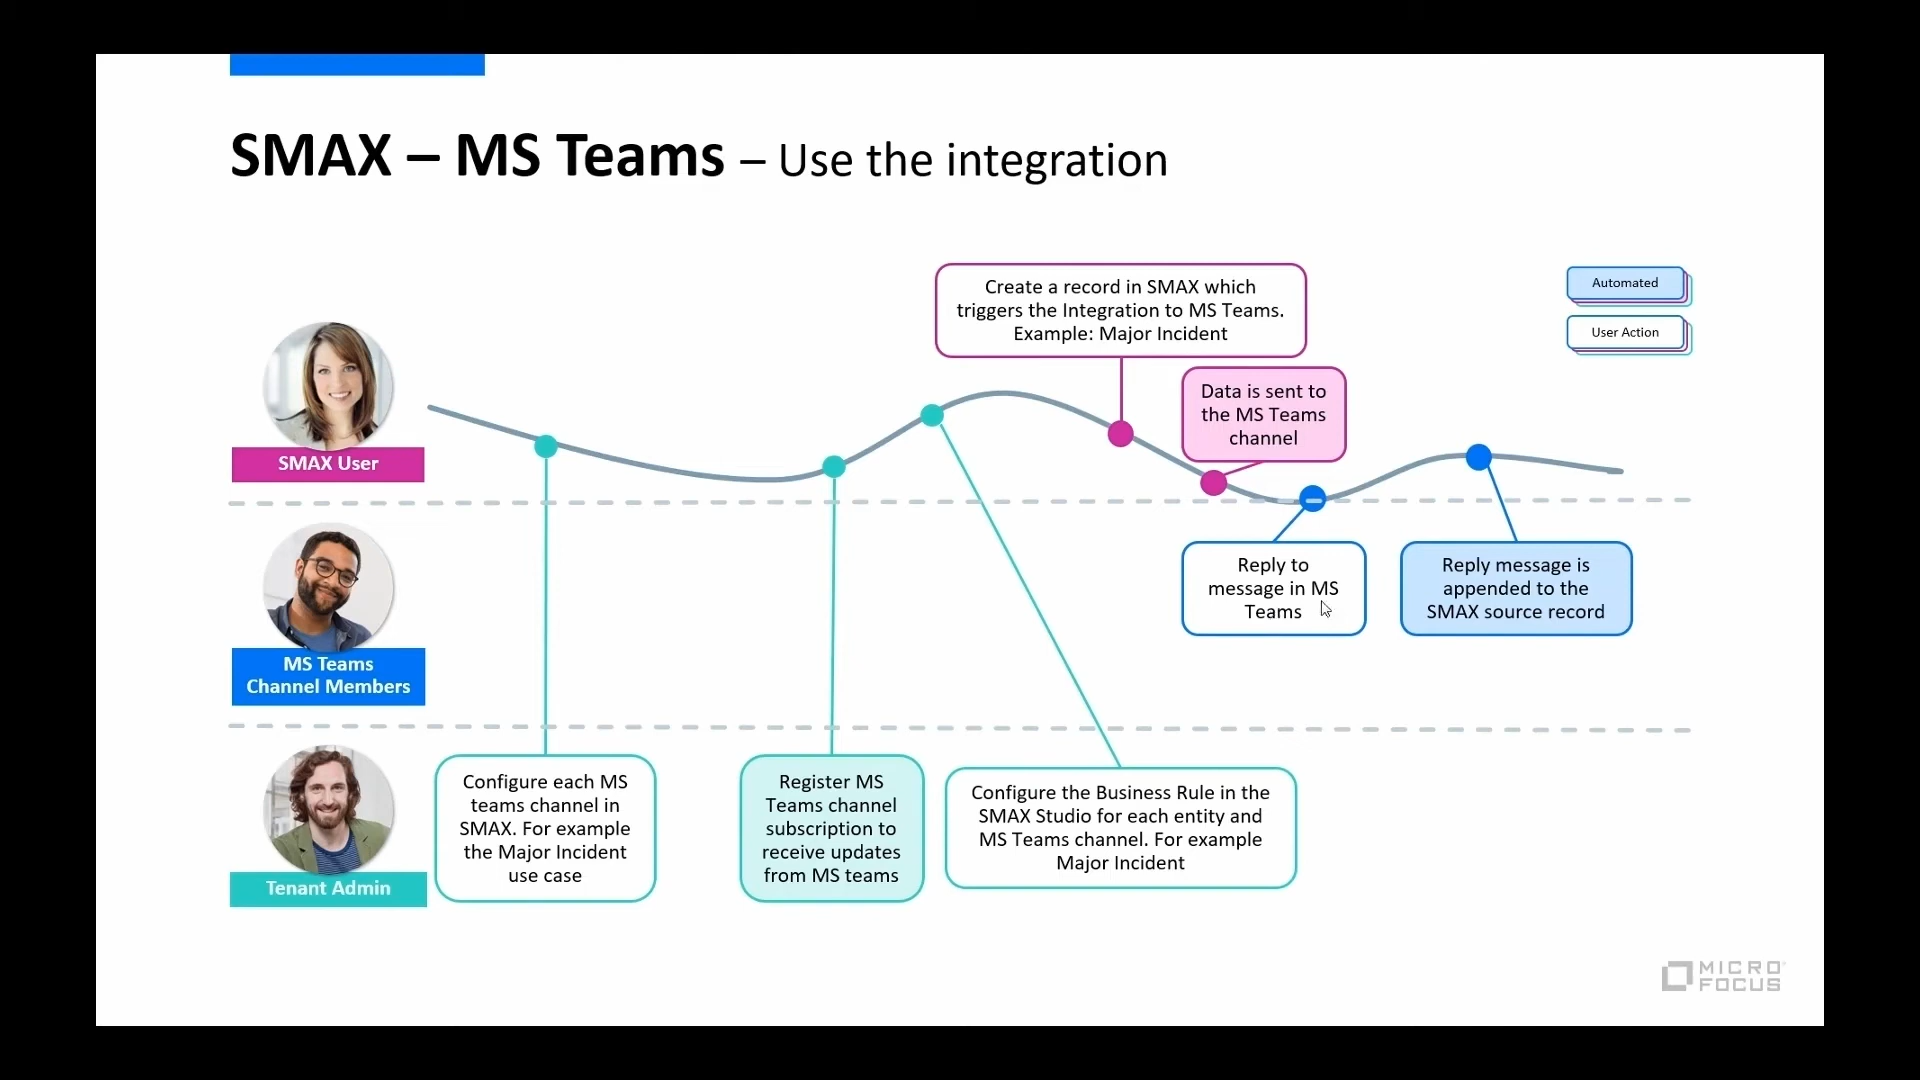 SMAX – MS Teams – Use the integration
Create a record in SMAX which
triggers the Integration to MS Teams.
Example: Major Incident
Automated
User Action
Data is sent to
the MS Teams
channel
SMAX User
Reply to
message in MS
Teams
Reply message is
appended to the
SMAX source record
MS Teams
Channel Members
Configure each MS
teams channel in
SMAX. For example
the Major Incident
use case
Register MS
Teams channel
subscription to
receive updates
from MS teams
Configure the Business Rule in the
SMAX Studio for each entity and
MS Teams channel. For example
Major Incident
Tenant Admin
MICRO
FOCUS